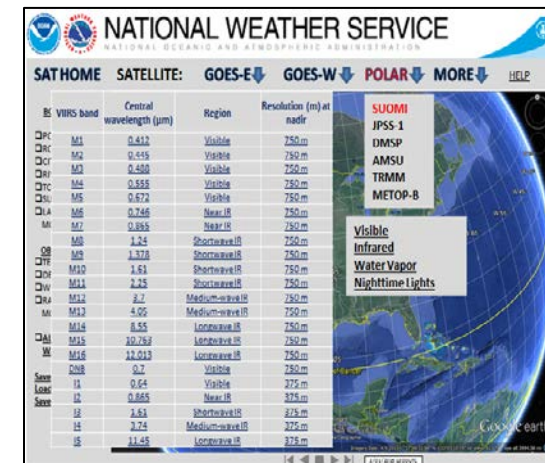 NATIONAL WEATHER SERVICE
NATIONAL OCEANIC AND ATMOSPHERIC ADMINISTRATION
SAT HOME SATELLITE: GOES-E GOES-W POLAR MORE HELP
VIIRS band Central wavelength (μm) Region Resolution (m) at nadir
M1 0.412 Visible 750 m
M2 0.445 Visible 750 m
M3 0.488 Visible 750 m
M4 0.555 Visible 750 m
M5 0.672 Visible 750 m
M6 0.746 Near IR 750 m
M7 0.865 Near IR 750 m
M8 1.24 Shortwave IR 750 m
M9 1.378 Shortwave IR 750 m
M10 1.61 Shortwave IR 750 m
M11 2.25 Shortwave IR 750 m
M12 3.7 Medium-wave IR 750 m
M13 4.05 Medium-wave IR 750 m
M14 8.55 Longwave IR 750 m
M15 10.763 Longwave IR 750 m
M16 12.013 Longwave IR 750 m
DNB 0.7 Visible 750 m
I1 0.64 Visible 375 m
I2 0.865 Near IR 375 m
I3 1.61 Shortwave IR 375 m
I4 3.74 Medium-wave IR 375 m
I5 11.45 Longwave IR 375 m
SUOMI
JPSS-1
DMSP
AMSU
TRMM
METOP-B
Visible
Infrared
Water Vapor
Nighttime Lights
Save
Load
Save
Google earth